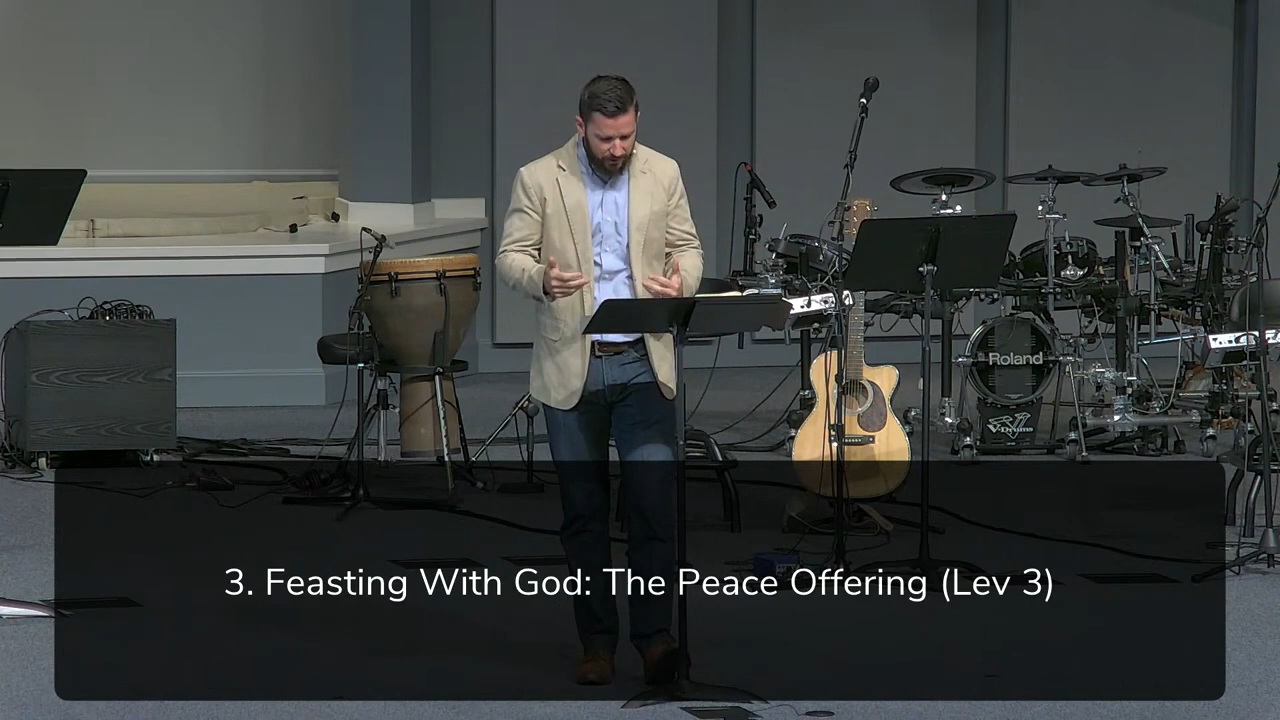 Roland
V-Drums
3. Feasting With God: The Peace Offering (Lev 3)